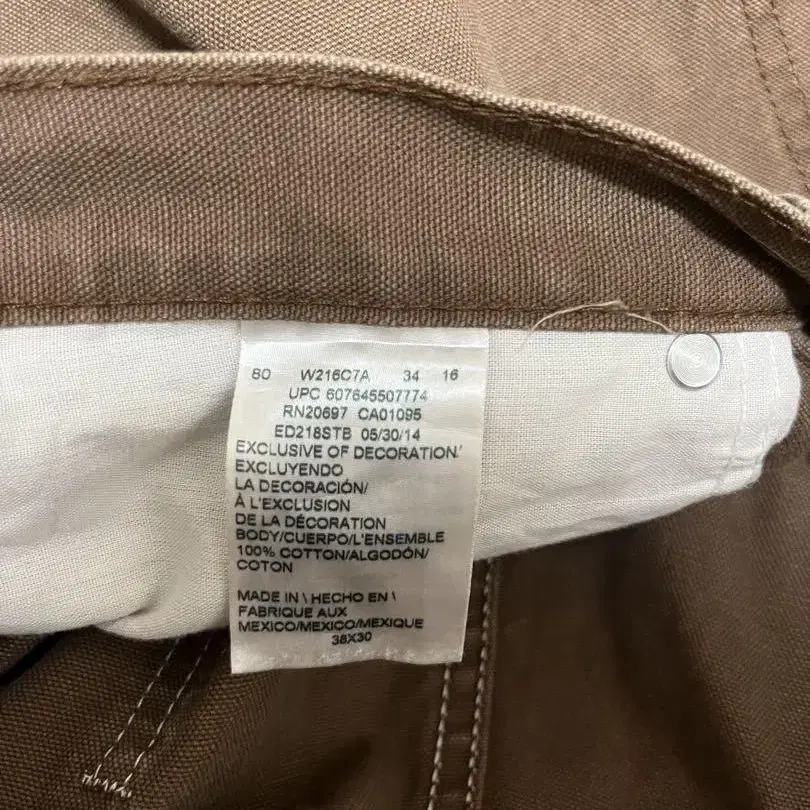 80 W216C7A 34 16
UPC 607645507774
RN20697 CA01095
ED218STB 05/30/14
EXCLUSIVE OF DECORATION/
EXCLUYENDO
LA DECORACIÓN/
À L'EXCLUSION
DE LA DÉCORATION
BODY/CUERPO/L'ENSEMBLE
100% COTTON/ALGODÓN/
COTON
MADE IN \ HECHO EN \
FABRIQUE AUX
MEXICO/MEXICO/MEXIQUE
38X30